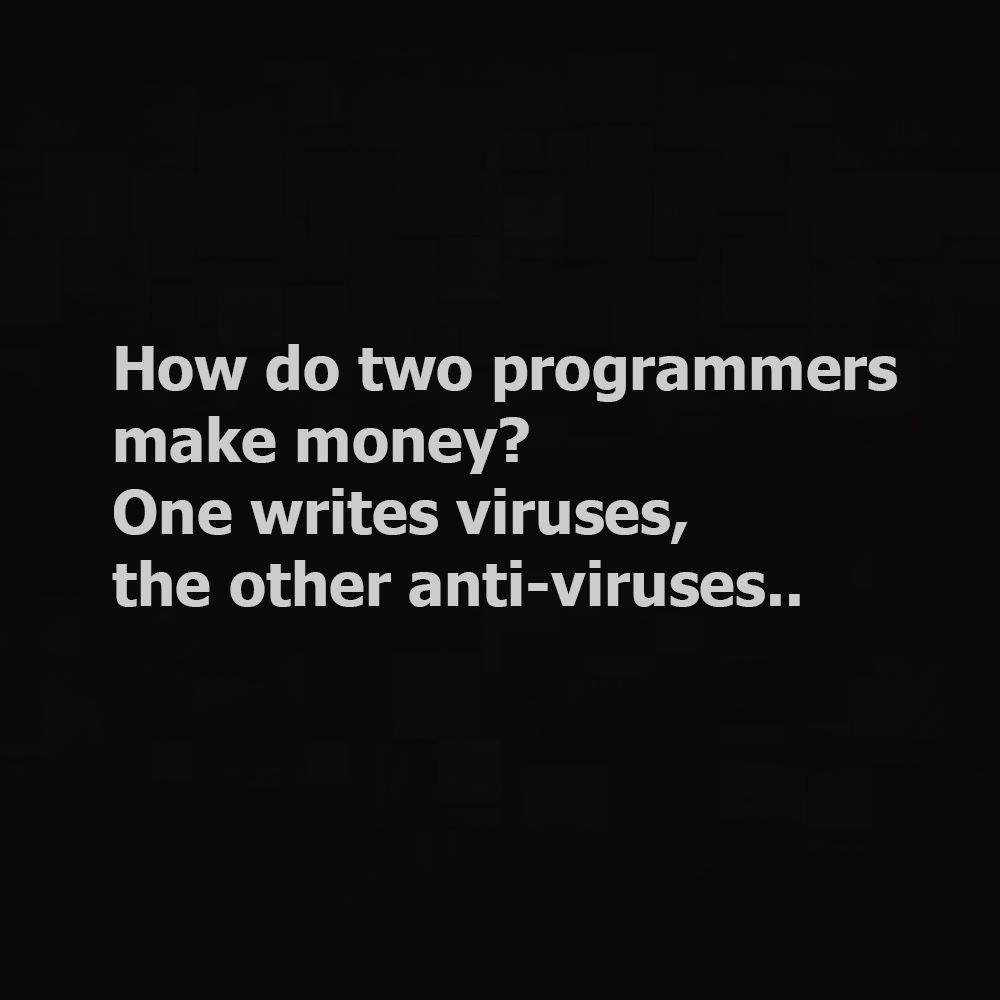 How do two programmers
make money?
One writes viruses,
the other anti-viruses..